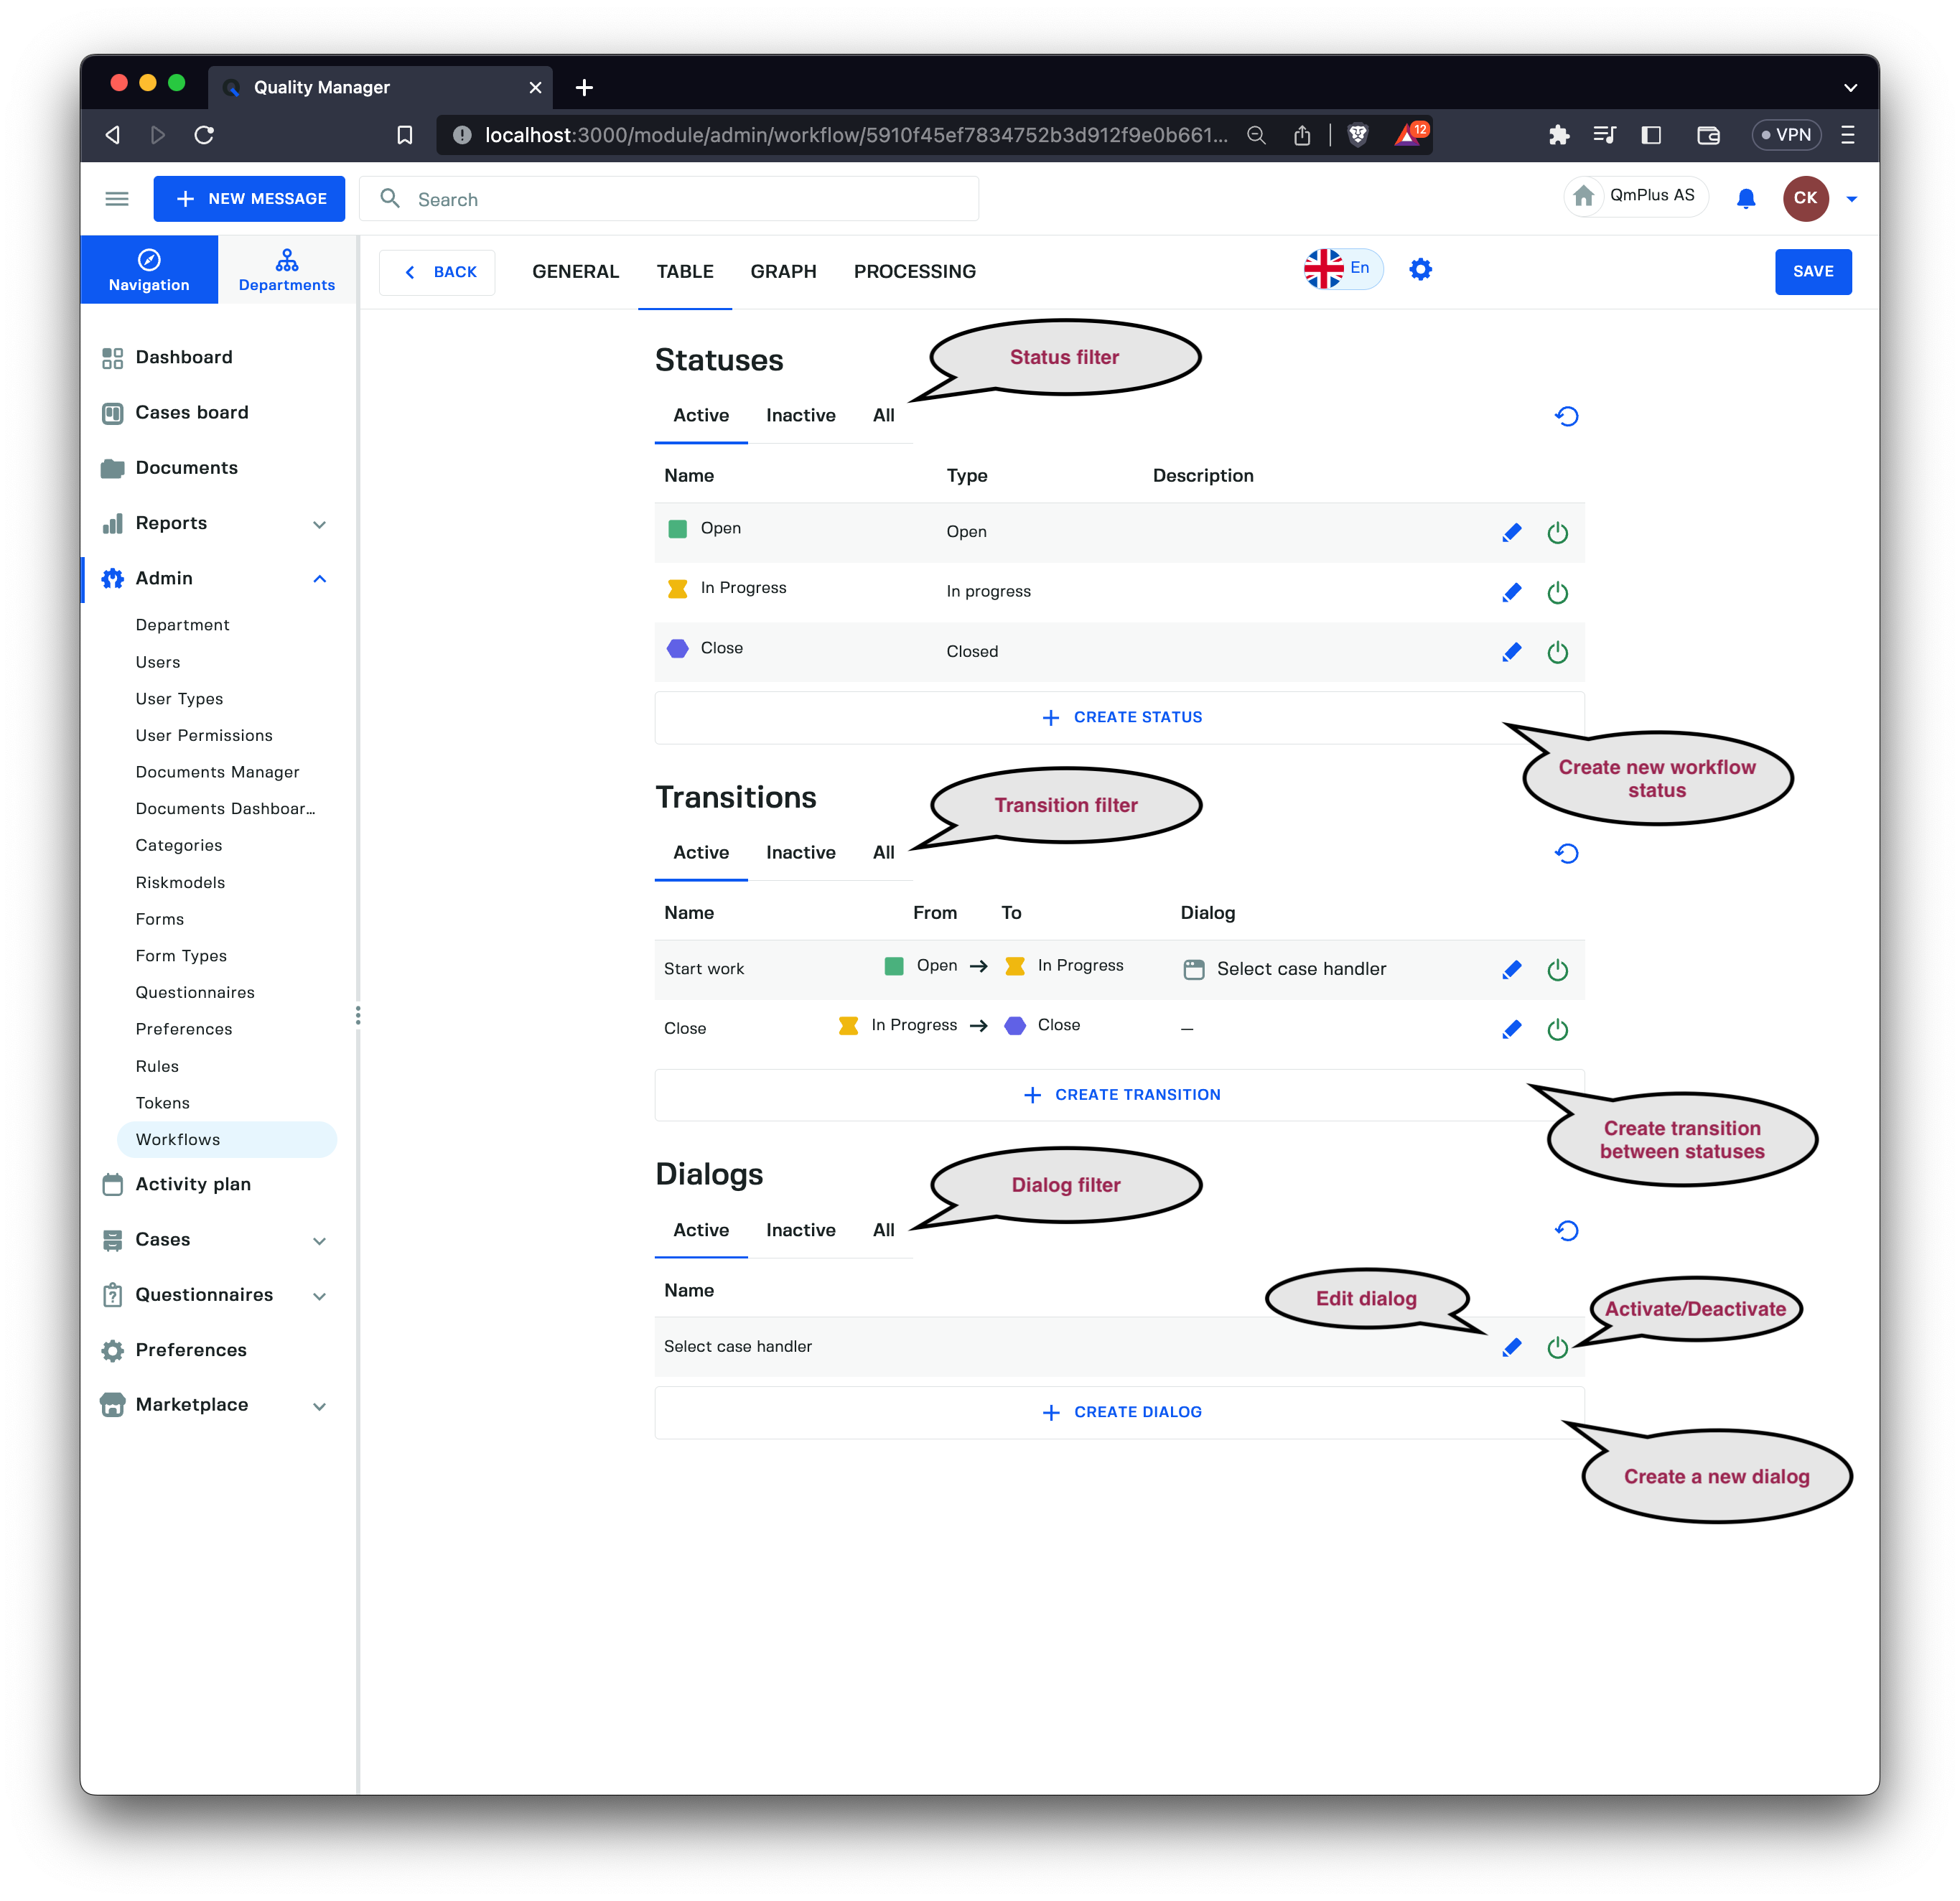 Quality Manager
localhost:3000/module/admin/workflow/5910f45ef7834752b3d912f9e0b661...
12
VPN
NEW MESSAGE
Search
QmPlus AS
CK
Navigation
Departments
BACK
GENERAL
TABLE
GRAPH
PROCESSING
En
SAVE
Dashboard
Cases board
Documents
Reports
Admin
Department
Users
User Types
User Permissions
Documents Manager
Documents Dashboar...
Categories
Riskmodels
Forms
Form Types
Questionnaires
Preferences
Rules
Tokens
Workflows
Activity plan
Cases
Questionnaires
Preferences
Marketplace
Statuses
Status filter
Active Inactive All
Name Type Description
Open Open
In Progress In progress
Close Closed
CREATE STATUS
Create new workflow
status
Transitions
Transition filter
Active Inactive All
Name From To Dialog
Start work Open → In Progress Select case handler
Close In Progress → Close —
CREATE TRANSITION
Create transition
between statuses
Dialogs
Dialog filter
Active Inactive All
Name
Edit dialog
Activate/Deactivate
Select case handler
CREATE DIALOG
Create a new dialog